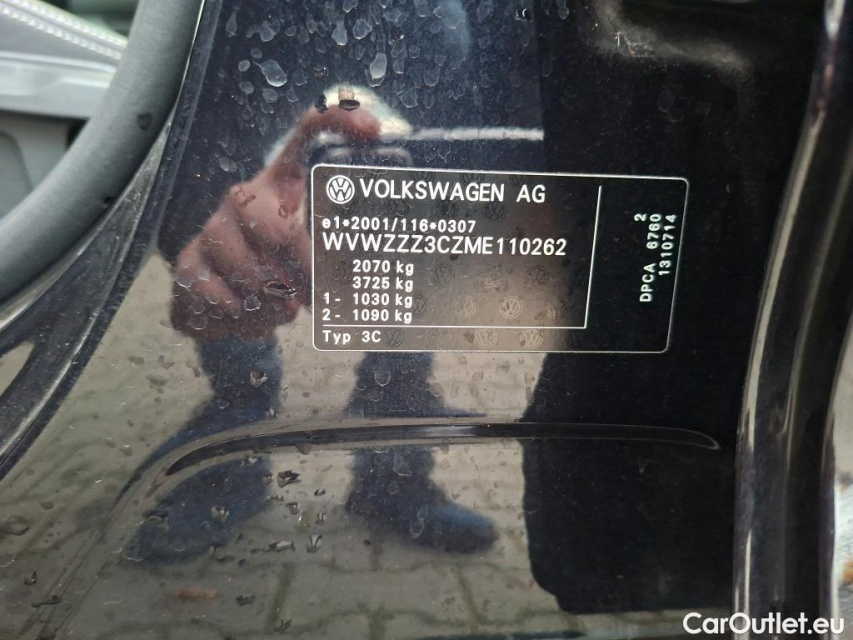 VOLKSWAGEN AG
e1*2001/116*0307
WVWZZZ3CZME110262
2070 kg
3725 kg
1- 1030 kg
2- 1090 kg
Typ 3C
2
DPCA 6760
1310714
CarOutlet.eu